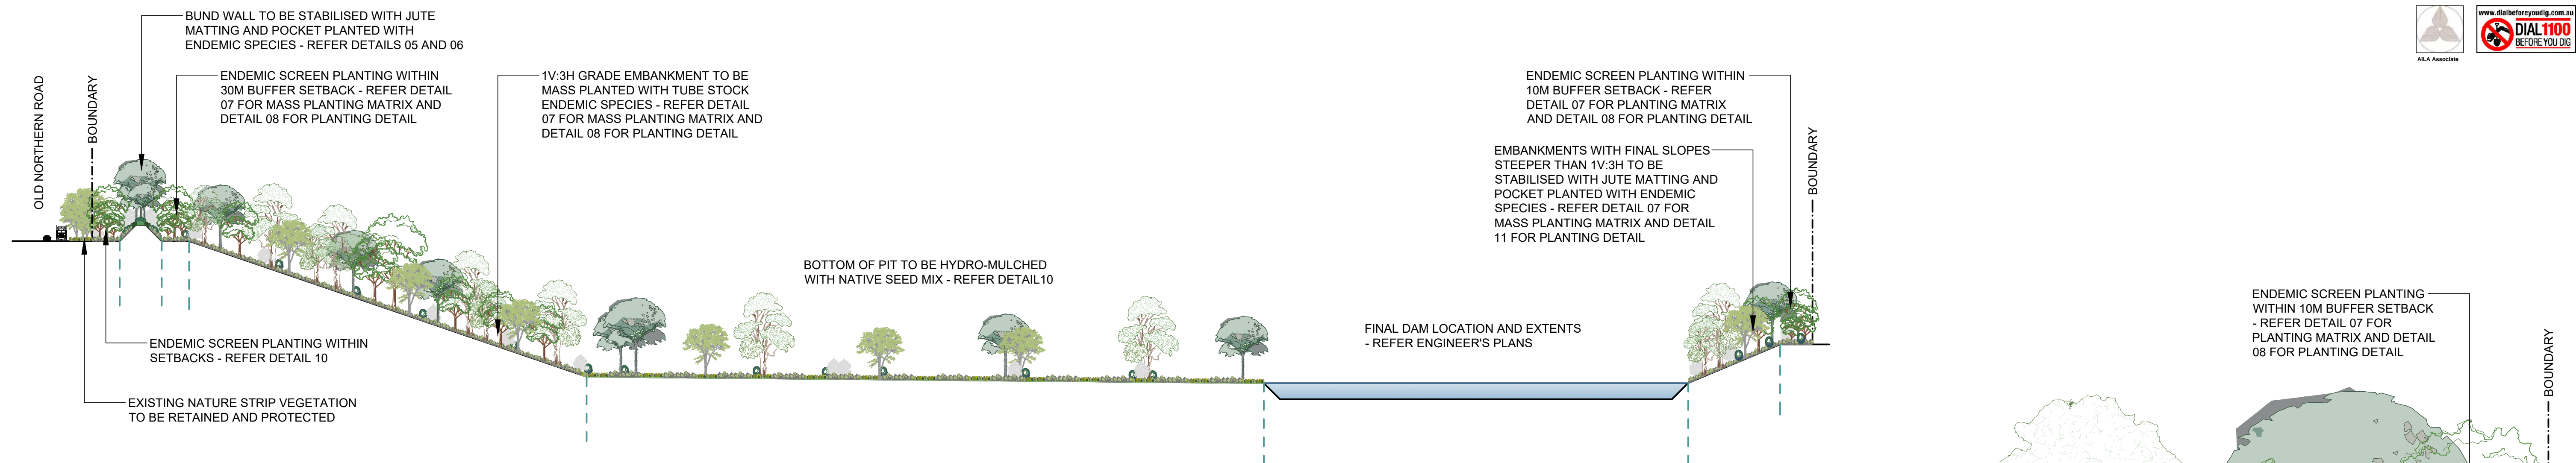 BUND WALL TO BE STABILISED WITH JUTE
MATTING AND POCKET PLANTED WITH
ENDEMIC SPECIES - REFER DETAILS 05 AND 06
OLD NORTHERN ROAD
BOUNDARY
ENDEMIC SCREEN PLANTING WITHIN
30M BUFFER SETBACK - REFER DETAIL
07 FOR MASS PLANTING MATRIX AND
DETAIL 08 FOR PLANTING DETAIL
1V:3H GRADE EMBANKMENT TO BE
MASS PLANTED WITH TUBE STOCK
ENDEMIC SPECIES - REFER DETAIL
07 FOR MASS PLANTING MATRIX AND
DETAIL 08 FOR PLANTING DETAIL
ENDEMIC SCREEN PLANTING WITHIN
SETBACKS - REFER DETAIL 10
EXISTING NATURE STRIP VEGETATION
TO BE RETAINED AND PROTECTED
BOTTOM OF PIT TO BE HYDRO-MULCHED
WITH NATIVE SEED MIX - REFER DETAIL10
FINAL DAM LOCATION AND EXTENTS
- REFER ENGINEER'S PLANS
ENDEMIC SCREEN PLANTING WITHIN
10M BUFFER SETBACK - REFER
DETAIL 07 FOR PLANTING MATRIX
AND DETAIL 08 FOR PLANTING DETAIL
EMBANKMENTS WITH FINAL SLOPES
STEEPER THAN 1V:3H TO BE
STABILISED WITH JUTE MATTING AND
POCKET PLANTED WITH ENDEMIC
SPECIES - REFER DETAIL 07 FOR
MASS PLANTING MATRIX AND DETAIL
11 FOR PLANTING DETAIL
BOUNDARY
AILA Associate
www.dialbeforeyoudig.com.au
DIAL1100
BEFORE YOU DIG
ENDEMIC SCREEN PLANTING
WITHIN 10M BUFFER SETBACK
- REFER DETAIL 07 FOR
PLANTING MATRIX AND DETAIL
08 FOR PLANTING DETAIL
BOUNDARY